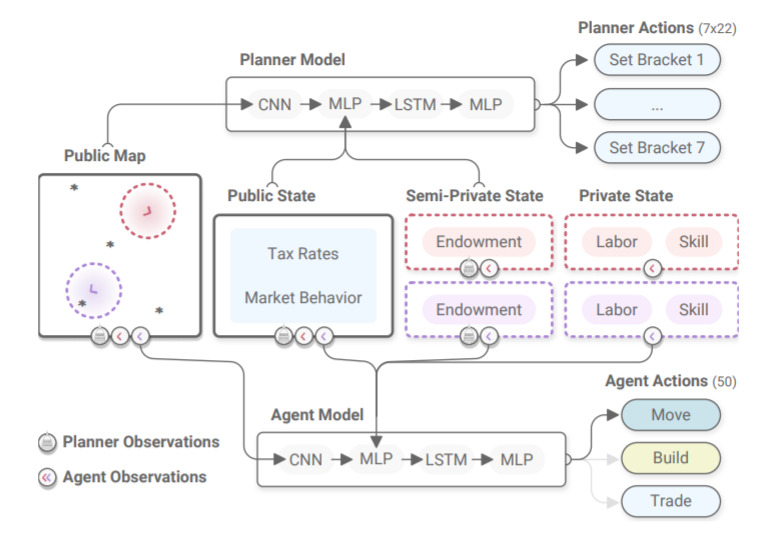 Planner Actions (7x22)
Planner Model
Set Bracket 1
CNN MLP LSTM MLP
...
Set Bracket 7
Public Map
Public State
Semi-Private State
Private State
*
*
*
*
Tax Rates
Market Behavior
Endowment
Labor Skill
Endowment
Labor Skill
Agent Actions (50)
Agent Model
Move
CNN MLP LSTM MLP
Build
Trade
Planner Observations
Agent Observations